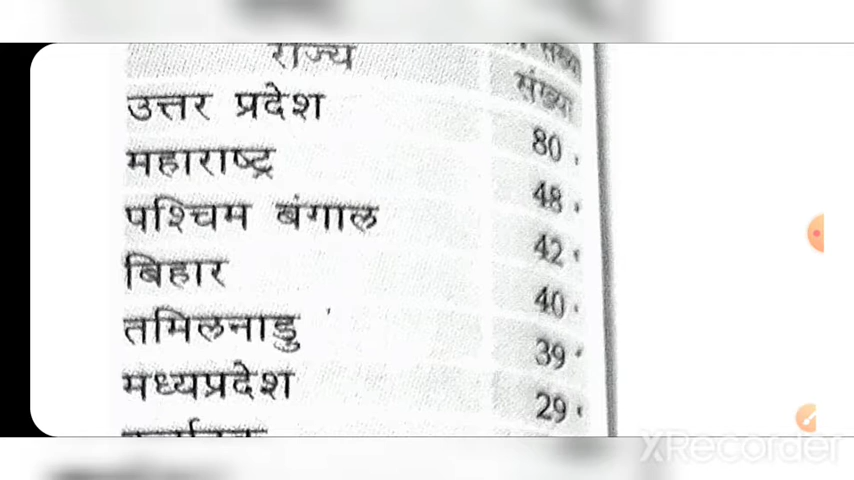 राज्य
संख्या
संख्या
उत्तर प्रदेश 80
महाराष्ट्र 48
पश्चिम बंगाल 42
बिहार 40
तमिलनाडु 39
मध्यप्रदेश 29
XRecorder